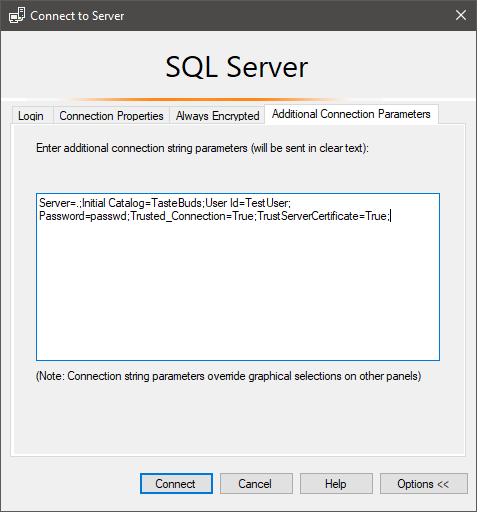 Connect to Server
SQL Server
Login
Connection Properties
Always Encrypted
Additional Connection Parameters
Enter additional connection string parameters (will be sent in clear text):
Server=.;Initial Catalog=TasteBuds;User Id=TestUser;
Password=passwd;Trusted_Connection=True;TrustServerCertificate=True;
(Note: Connection string parameters override graphical selections on other panels)
Connect
Cancel
Help
Options <<